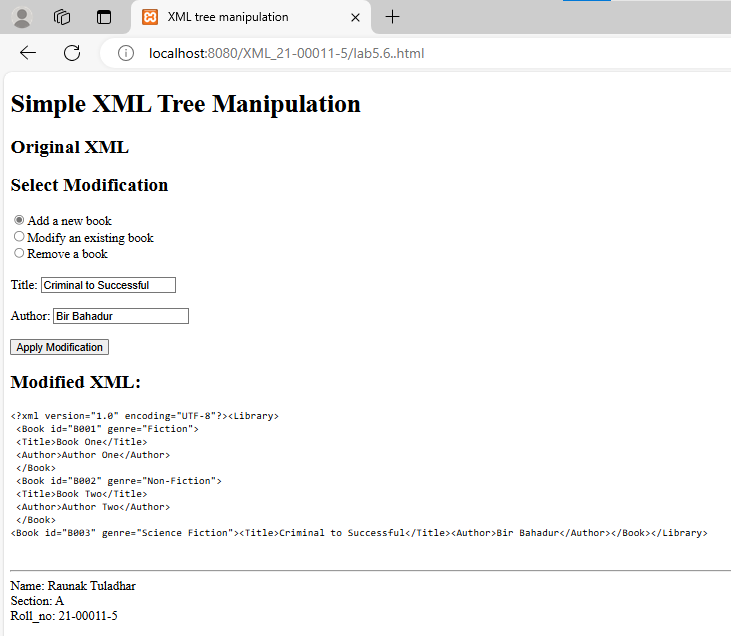 XML tree manipulation
localhost:8080/XML_21-00011-5/lab5.6..html
Simple XML Tree Manipulation
Original XML
Select Modification
Add a new book
Modify an existing book
Remove a book
Title: Criminal to Successful
Author: Bir Bahadur
Apply Modification
Modified XML:
<?xml version="1.0" encoding="UTF-8"?><Library>
<Book id="B001" genre="Fiction">
<Title>Book One</Title>
<Author>Author One</Author>
</Book>
<Book id="B002" genre="Non-Fiction">
<Title>Book Two</Title>
<Author>Author Two</Author>
</Book>
<Book id="B003" genre="Science Fiction"><Title>Criminal to Successful</Title><Author>Bir Bahadur</Author></Book></Library>
Name: Raunak Tuladhar
Section: A
Roll_no: 21-00011-5